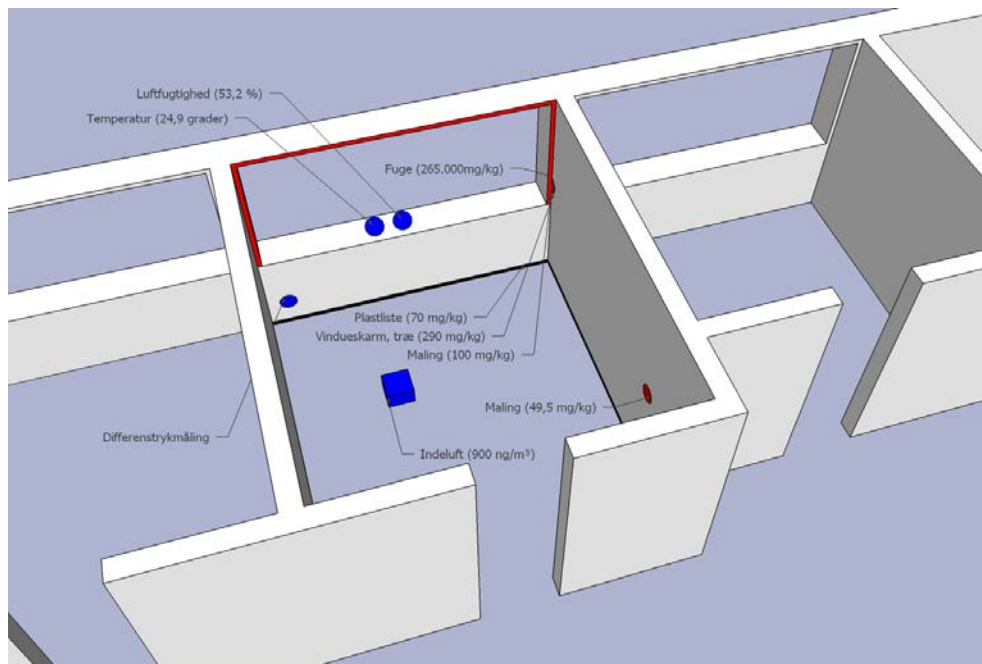 Luftfugtighed (53,2 %)
Temperatur (24,9 grader)
Fuge (265.000mg/kg)
Plastliste (70 mg/kg)
Vindueskarm, træ (290 mg/kg)
Maling (100 mg/kg)
Maling (49,5 mg/kg)
Differenstrykmåling
Indeluft (900 ng/m³)